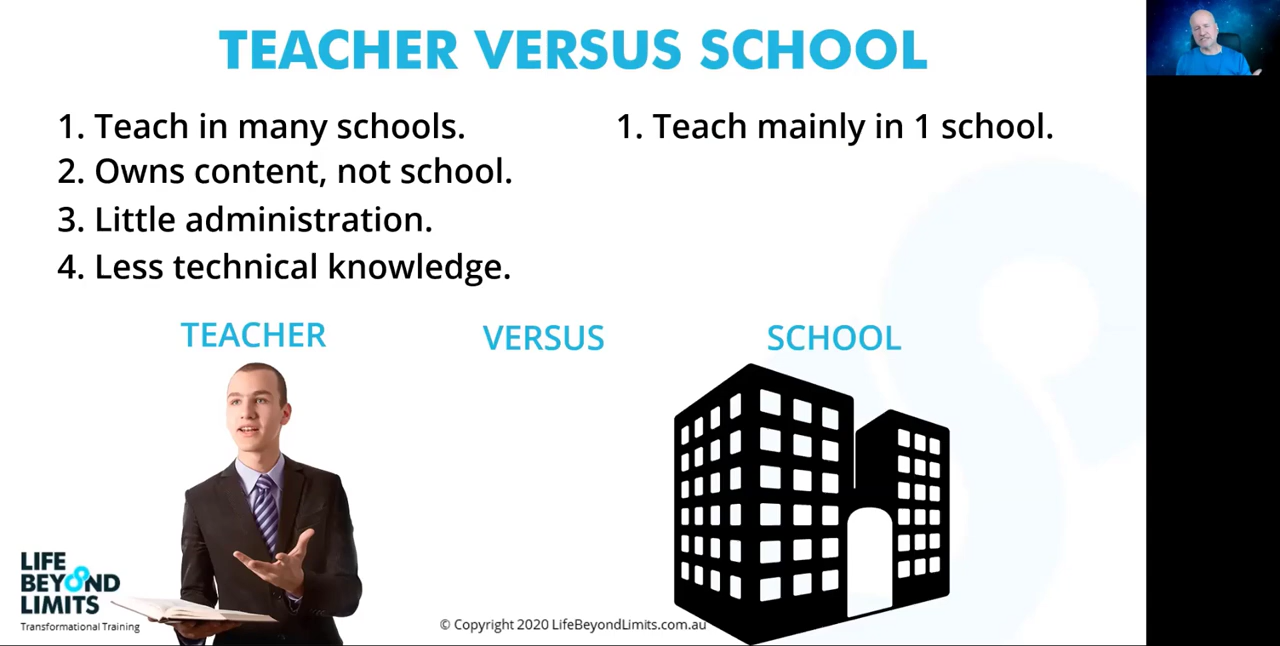 TEACHER VERSUS SCHOOL
1. Teach in many schools.
2. Owns content, not school.
3. Little administration.
4. Less technical knowledge.
1. Teach mainly in 1 school.
TEACHER
VERSUS
SCHOOL
LIFE
BEYOND
LIMITS
Transformational Training
© Copyright 2020 LifeBeyondLimits.com.au